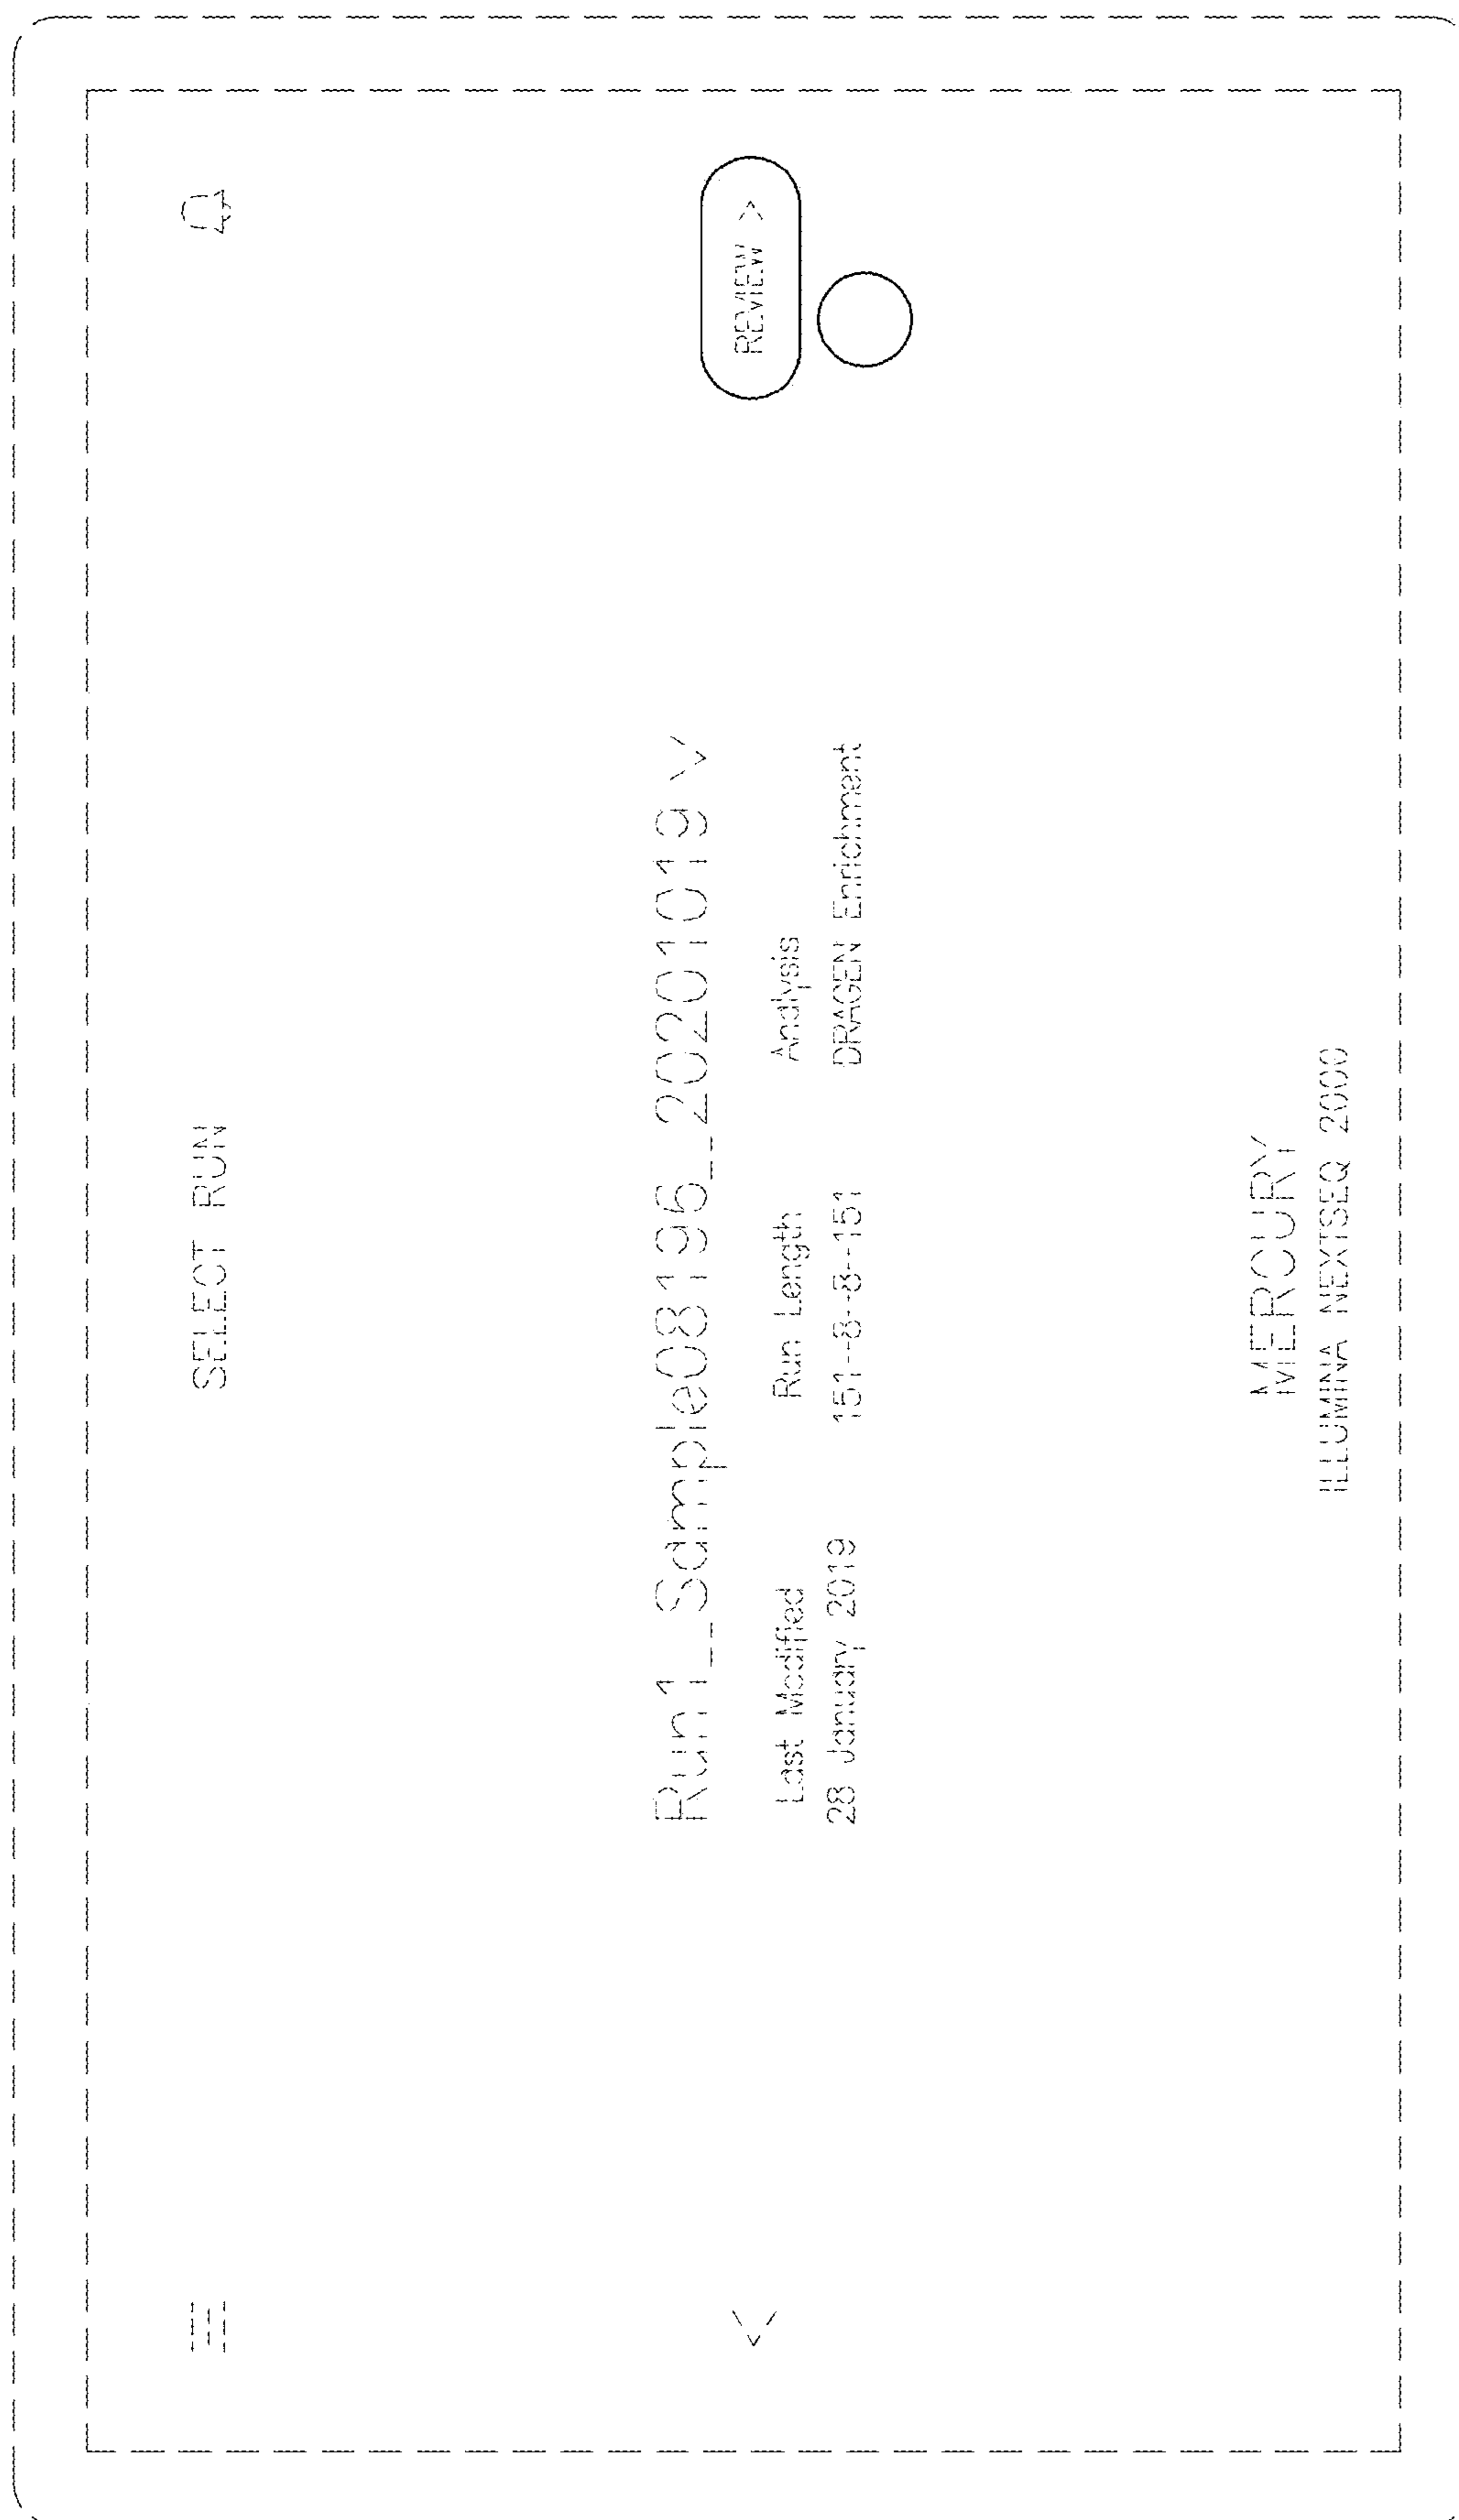 SELECT RUN
Run1_Sample08196_20201019
REVIEW >
Last Modified
Run Length
Analysis
28 January 2019
151-8-8-151
DRAGEN Enrichment
MERCURY
ILLUMINA NEXTSEQ 2000